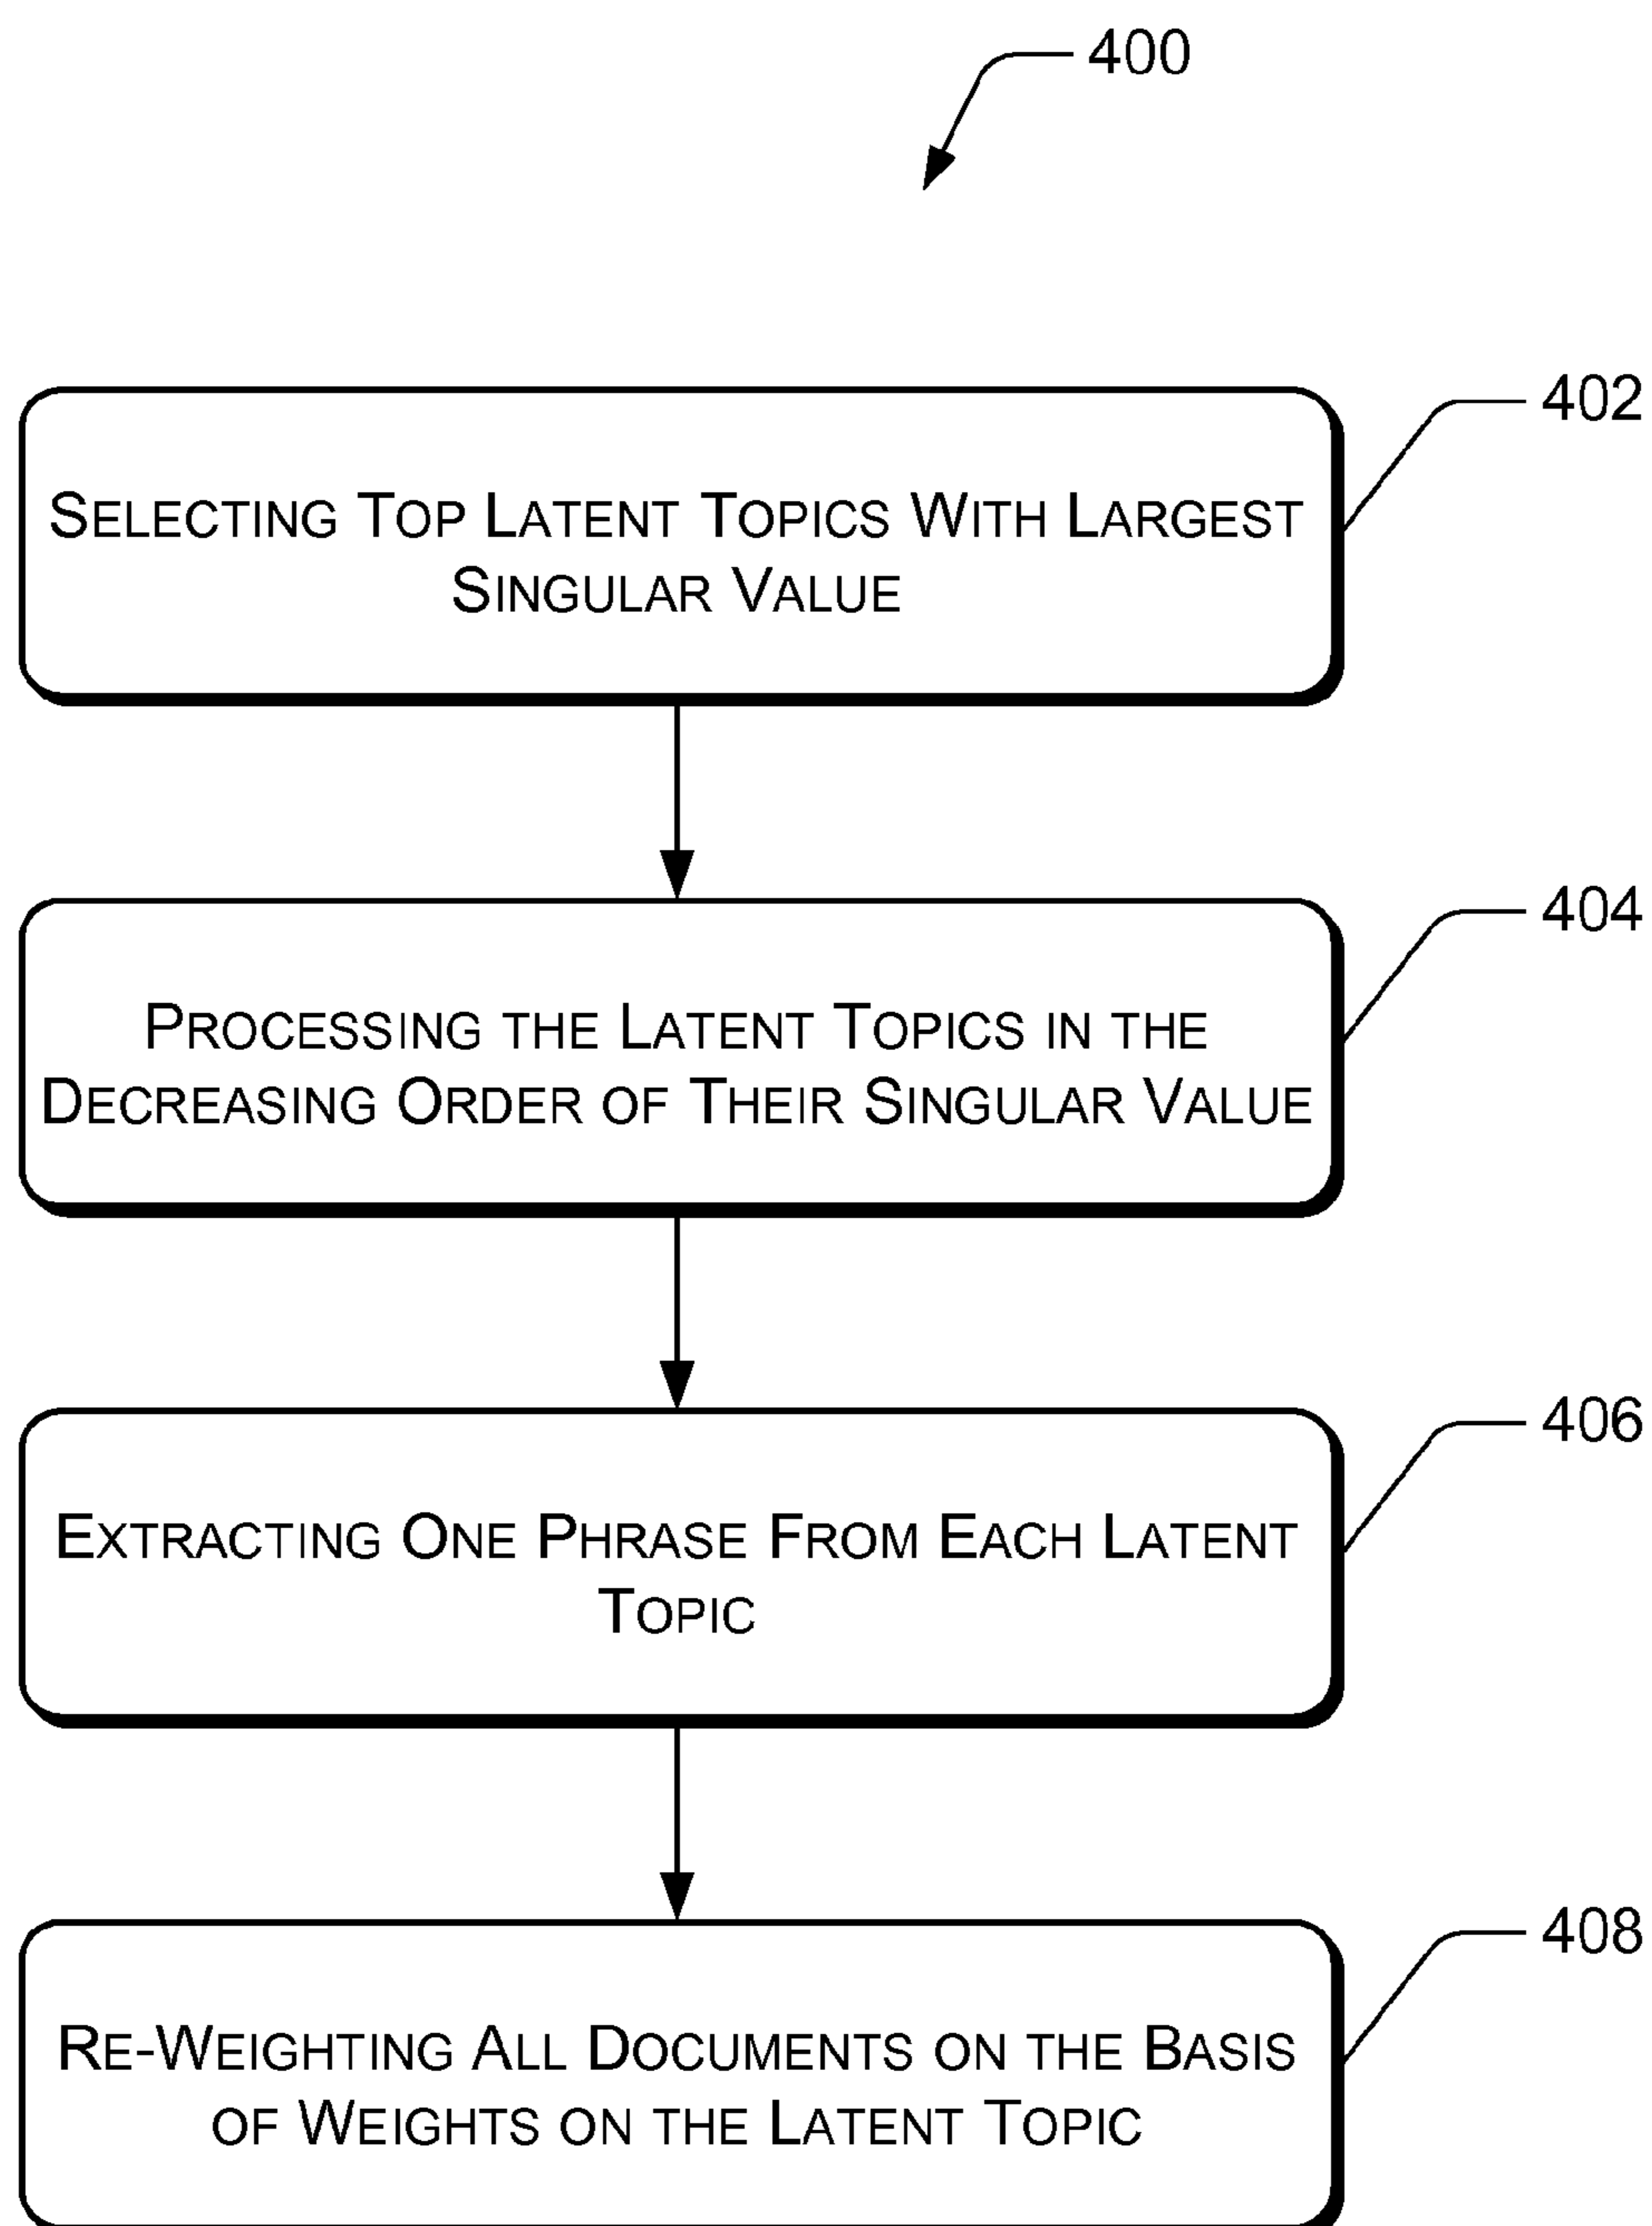 400
402
SELECTING TOP LATENT TOPICS WITH LARGEST
SINGULAR VALUE
404
PROCESSING THE LATENT TOPICS IN THE
DECREASING ORDER OF THEIR SINGULAR VALUE
406
EXTRACTING ONE PHRASE FROM EACH LATENT
TOPIC
408
RE-WEIGHTING ALL DOCUMENTS ON THE BASIS
OF WEIGHTS ON THE LATENT TOPIC